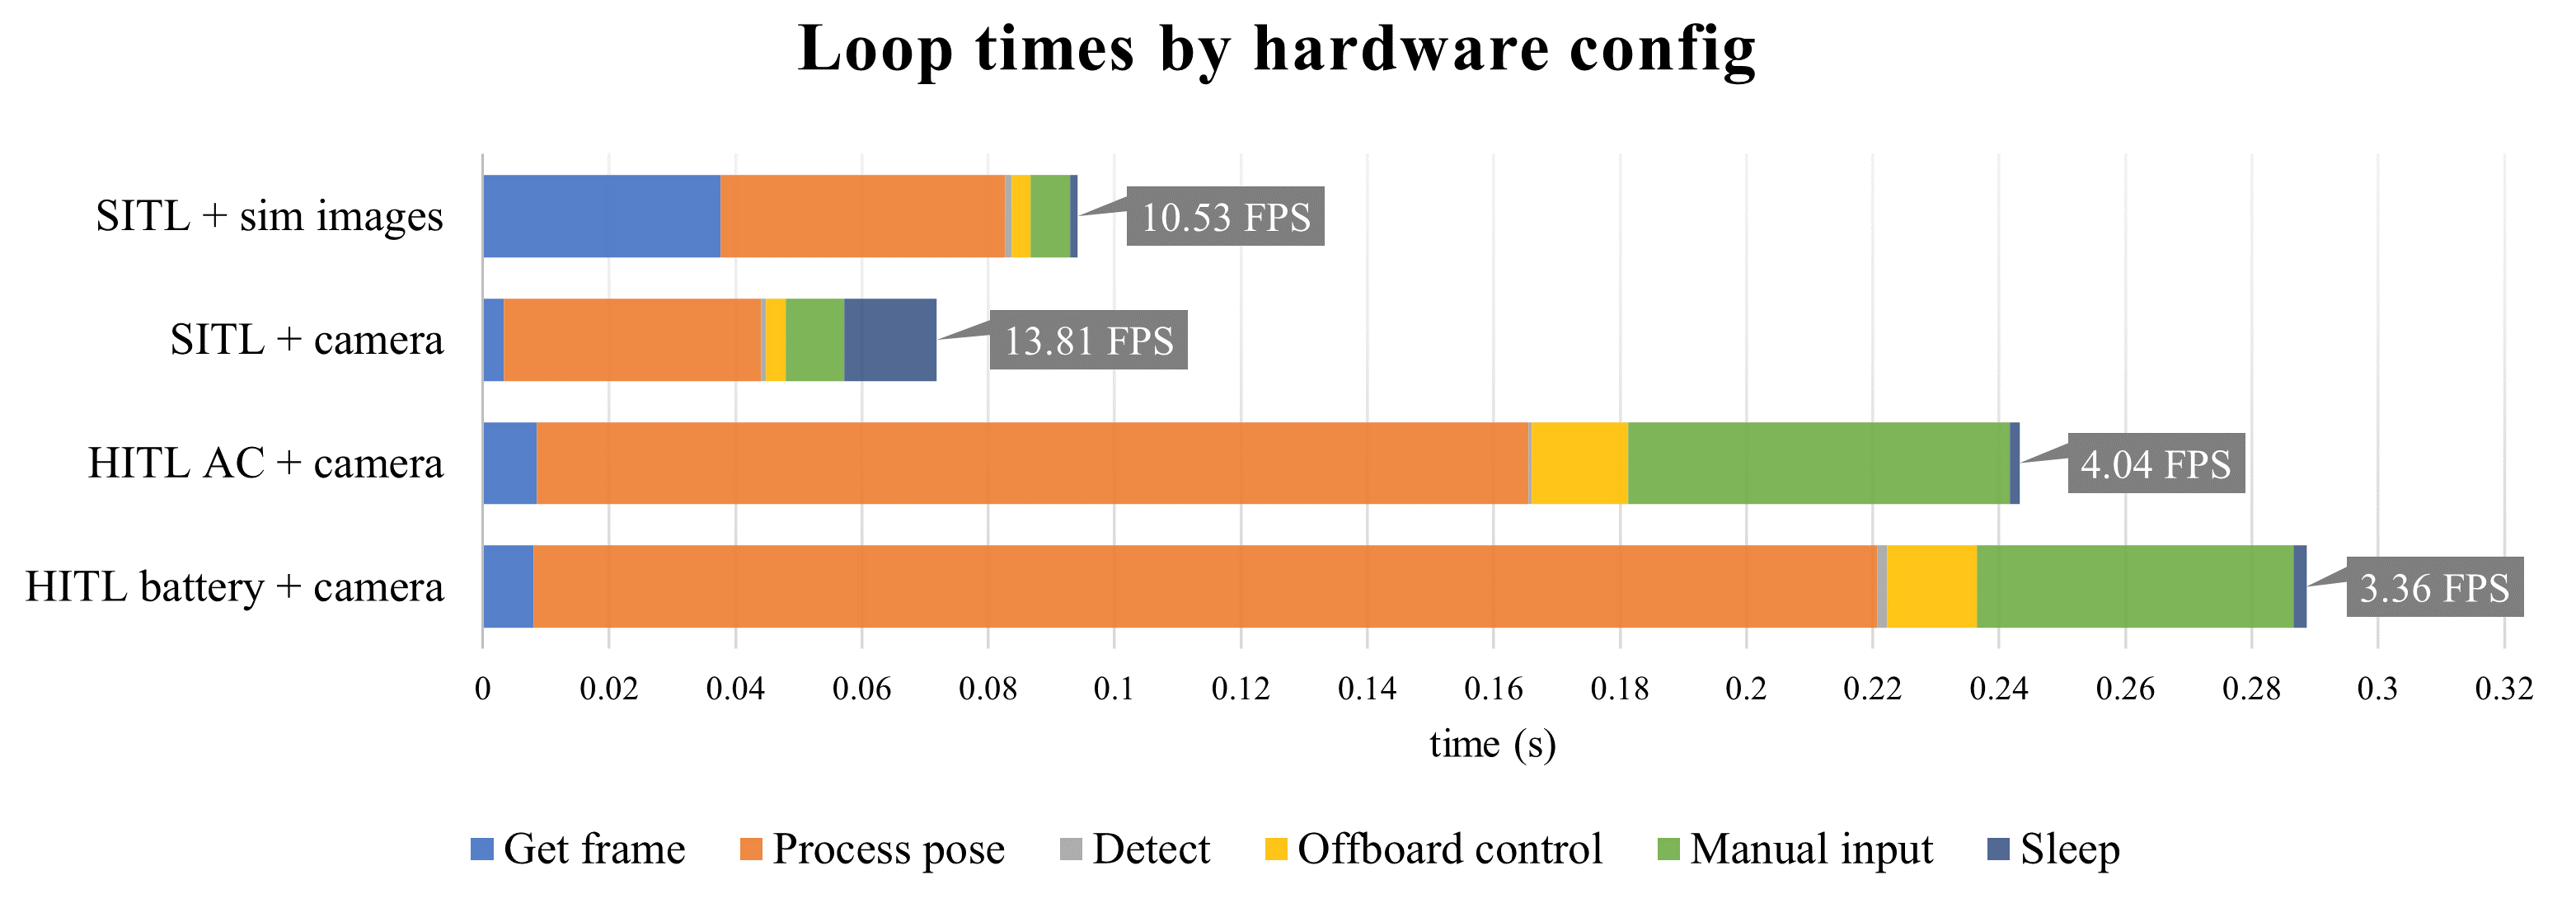 Loop times by hardware config
SITL + sim images
10.53 FPS
SITL + camera
13.81 FPS
HITL AC + camera
4.04 FPS
HITL battery + camera
3.36 FPS
0 0.02 0.04 0.06 0.08 0.1 0.12 0.14 0.16 0.18 0.2 0.22 0.24 0.26 0.28 0.3 0.32
time (s)
Get frame Process pose Detect Offboard control Manual input Sleep